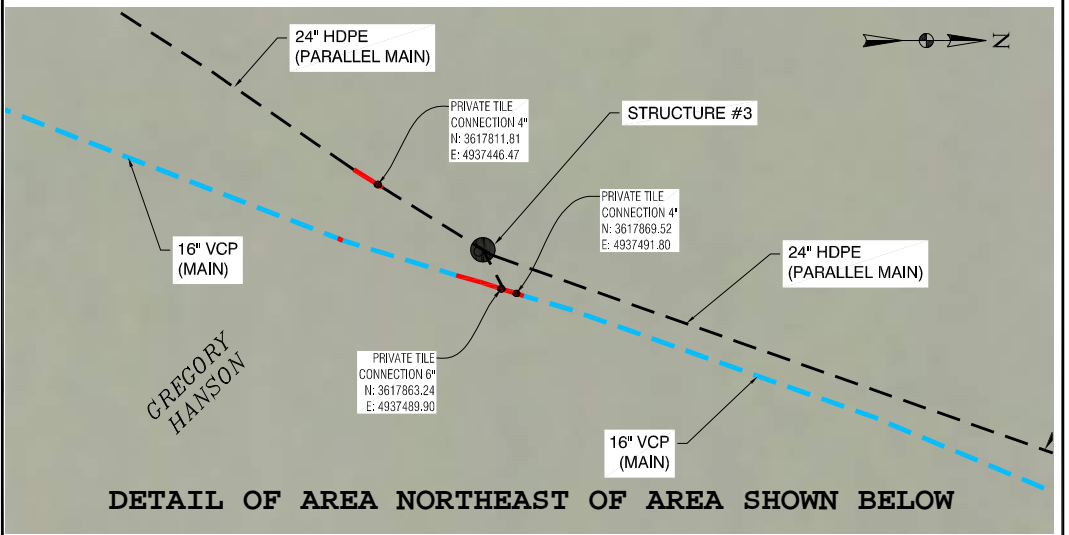 24" HDPE
(PARALLEL MAIN)
N
PRIVATE TILE
CONNECTION 4"
N: 3617811.81
E: 4937446.47
STRUCTURE #3
PRIVATE TILE
CONNECTION 4"
N: 3617869.52
E: 4937491.80
16" VCP
(MAIN)
24" HDPE
(PARALLEL MAIN)
GREGORY
HANSON
PRIVATE TILE
CONNECTION 6"
N: 3617863.24
E: 4937489.90
16" VCP
(MAIN)
DETAIL OF AREA NORTHEAST OF AREA SHOWN BELOW